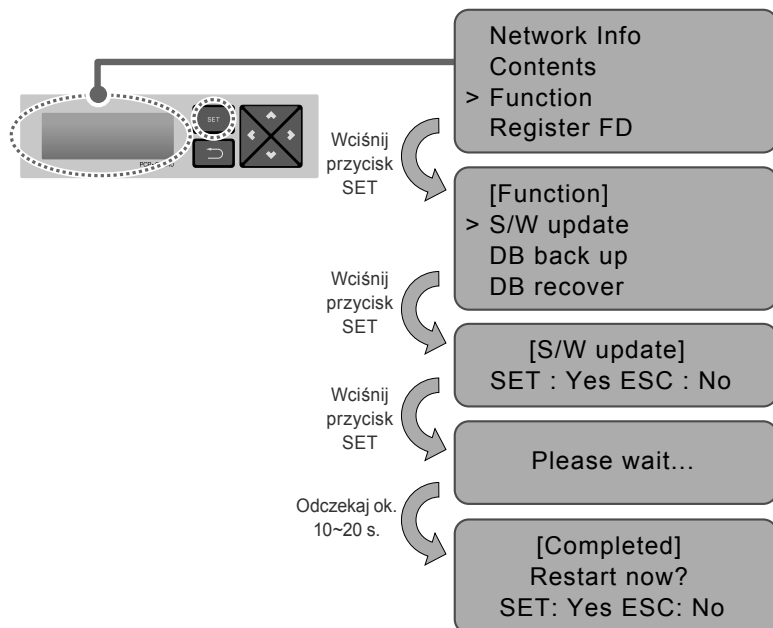 Network Info
Contents
> Function
Register FD
SET
Wciśnij
przycisk
SET
[Function]
> S/W update
DB back up
DB recover
Wciśnij
przycisk
SET
[S/W update]
SET : Yes ESC : No
Wciśnij
przycisk
SET
Please wait...
Odczekaj ok.
10~20 s.
[Completed]
Restart now?
SET: Yes ESC: No